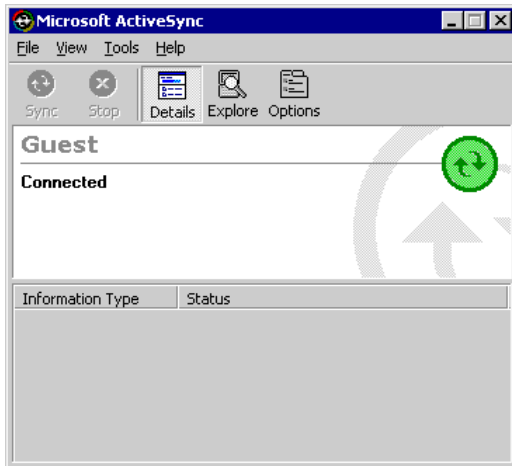 Microsoft ActiveSync
File View Tools Help
Sync Stop Details Explore Options
Guest
Connected
Information Type Status